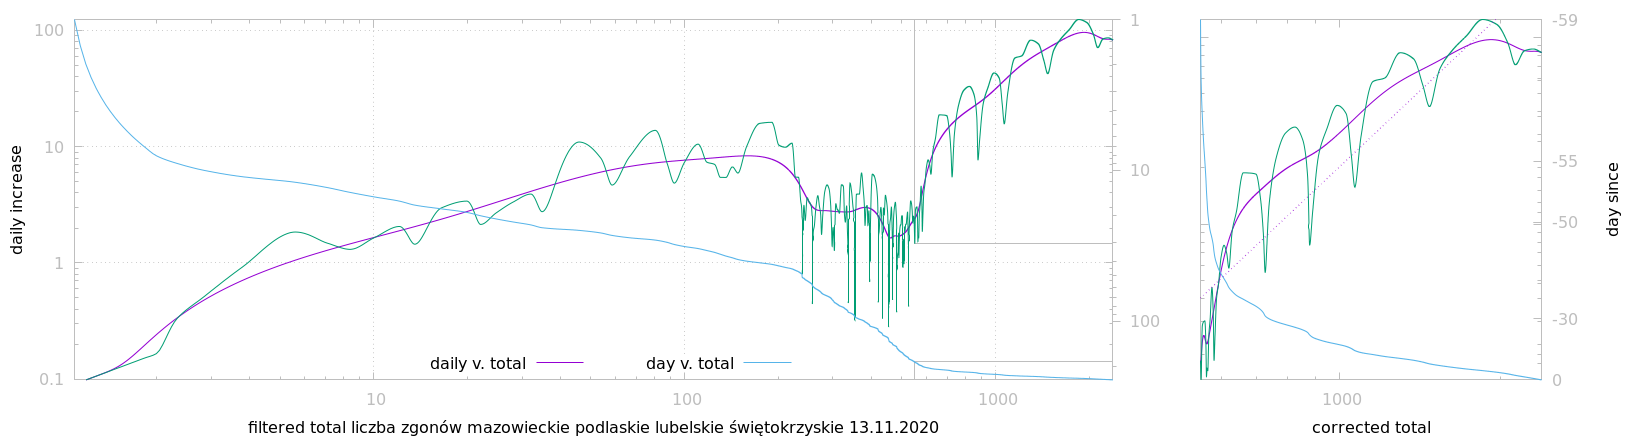 100
10
1
0.1
daily increase
10
100
1000
1
10
100
daily v. total
day v. total
filtered total liczba zgonów mazowieckie podlaskie lubelskie świętokrzyskie 13.11.2020
-59
-55
-50
-30
0
day since
1000
corrected total